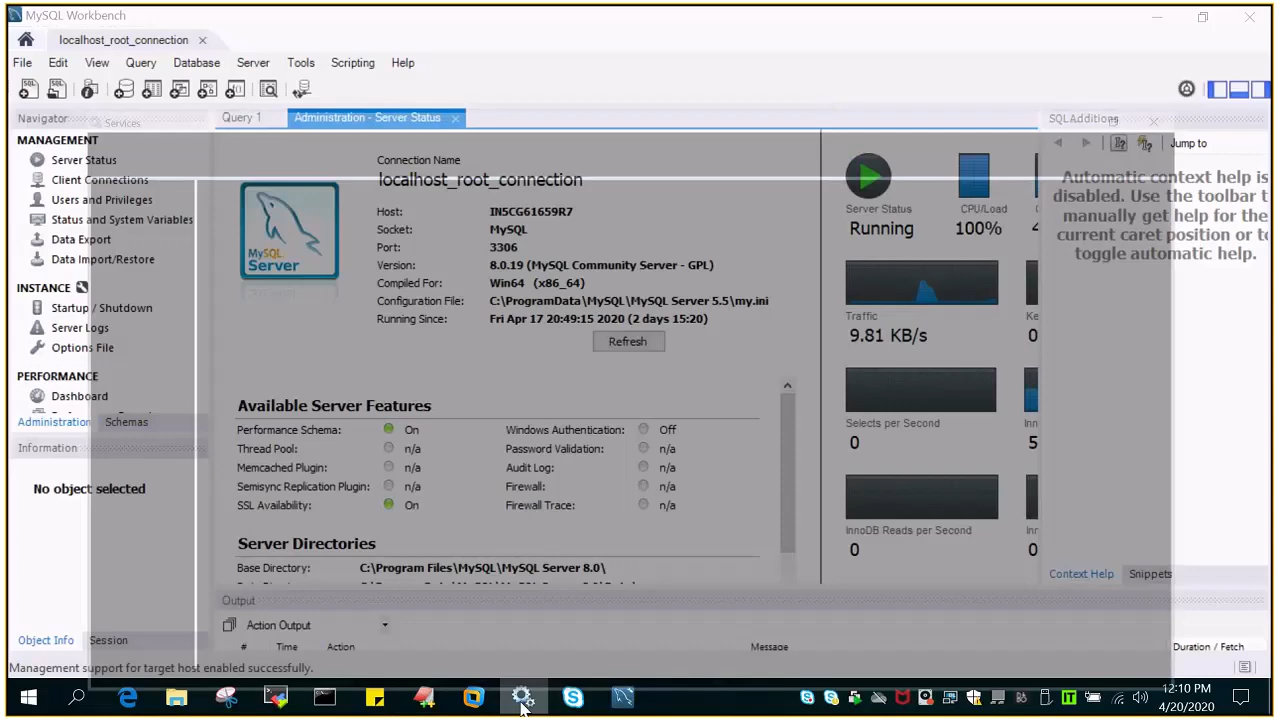 MySQL Workbench
localhost_root_connection
File Edit View Query Database Server Tools Scripting Help
Navigator
Services
Query 1
Administration - Server Status
SQLAdditions
MANAGEMENT
Server Status
Client Connections
Users and Privileges
Status and System Variables
Data Export
Data Import/Restore
INSTANCE
Startup / Shutdown
Server Logs
Options File
PERFORMANCE
Dashboard
Administration Schemas
Information
No object selected
Object Info Session
Connection Name
localhost_root_connection
MySQL
Server
Host: IN5CG61659R7
Socket: MySQL
Port: 3306
Version: 8.0.19 (MySQL Community Server - GPL)
Compiled For: Win64 (x86_64)
Configuration File: C:\ProgramData\MySQL\MySQL Server 5.5\my.ini
Running Since: Fri Apr 17 20:49:15 2020 (2 days 15:20)
Refresh
Available Server Features
Performance Schema: On Windows Authentication: Off
Thread Pool: n/a Password Validation: n/a
Memcached Plugin: n/a Audit Log: n/a
Semisync Replication Plugin: n/a Firewall: n/a
SSL Availability: On Firewall Trace: n/a
Server Directories
Base Directory: C:\Program Files\MySQL\MySQL Server 8.0\
Server Status CPU/Load
Running 100%
Traffic
9.81 KB/s
Selects per Second
0
InnoDB Reads per Second
0
Jump to
Automatic context help is
disabled. Use the toolbar t
manually get help for the
current caret position or to
toggle automatic help.
Context Help Snippets
Output
Action Output
# Time Action Message Duration / Fetch
Management support for target host enabled successfully.
12:10 PM
4/20/2020